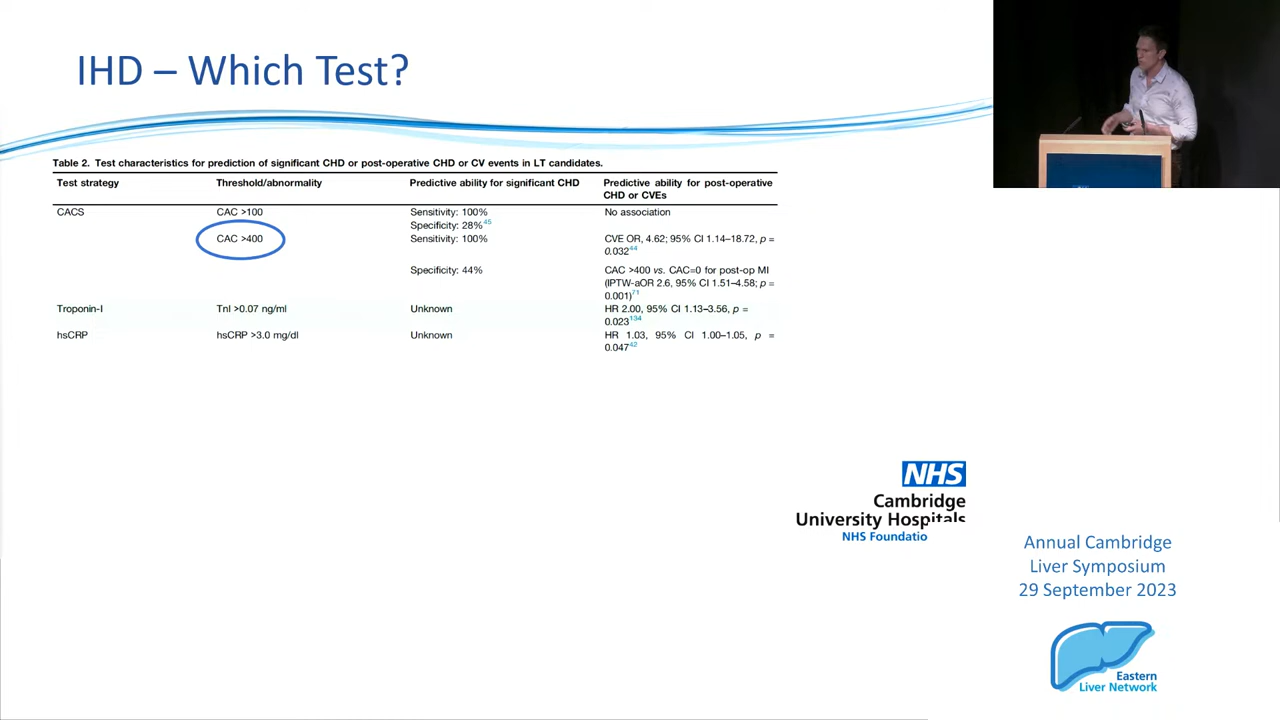 IHD – Which Test?
Table 2. Test characteristics for prediction of significant CHD or post-operative CHD or CV events in LT candidates.
Test strategy Threshold/abnormality Predictive ability for significant CHD Predictive ability for post-operative
CHD or CVEs
CACS CAC >100 Sensitivity: 100% No association
Specificity: 28%45
CAC >400 Sensitivity: 100% CVE OR, 4.62; 95% CI 1.14–18.72, p =
0.03244
Specificity: 44% CAC >400 vs. CAC=0 for post-op MI
(IPTW-aOR 2.6, 95% CI 1.51–4.58; p =
0.001)71
Troponin-I TnI >0.07 ng/ml Unknown HR 2.00, 95% CI 1.13–3.56, p =
0.023134
hsCRP hsCRP >3.0 mg/dl Unknown HR 1.03, 95% CI 1.00–1.05, p =
0.04742
NHS
Cambridge
University Hospitals
NHS Foundatio
Annual Cambridge
Liver Symposium
29 September 2023
Eastern
Liver Network